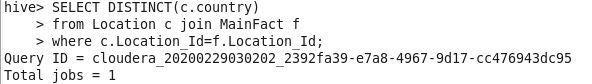 hive> SELECT DISTINCT(c.country)
    > from Location c join MainFact f
    > where c.Location_Id=f.Location_Id;
Query ID = cloudera_20200229030202_2392fa39-e7a8-4967-9d17-cc476943dc95
Total jobs = 1